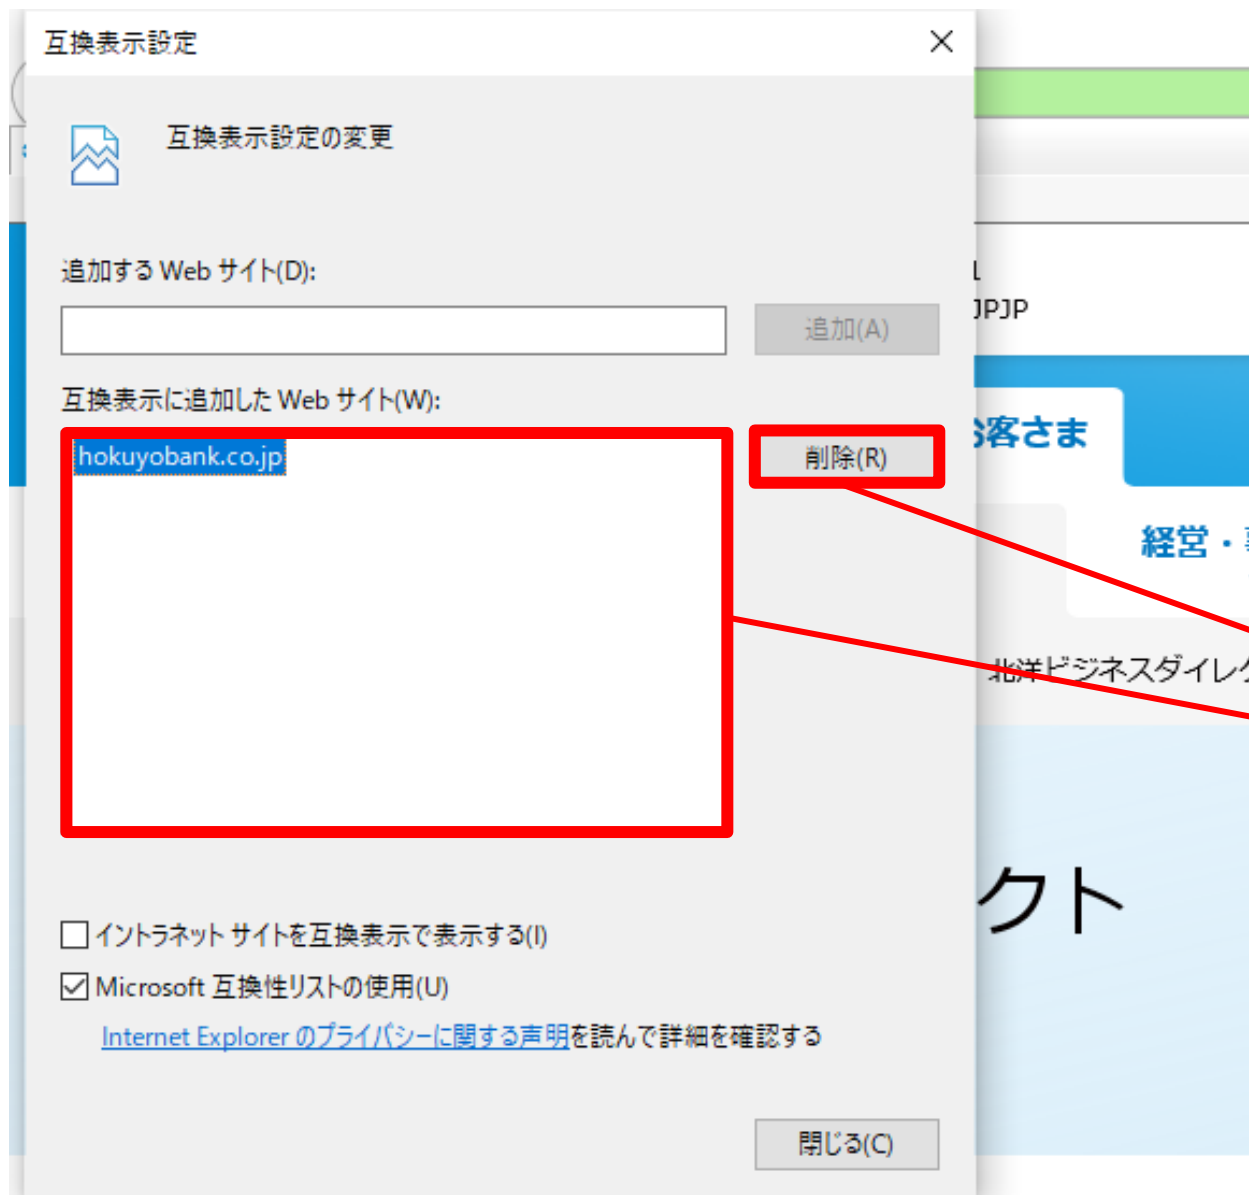 互換表示設定
互換表示設定の変更
追加する Web サイト(D):
追加(A)
互換表示に追加した Web サイト(W):
hokuyobank.co.jp
削除(R)
イントラネット サイトを互換表示で表示する(I)
Microsoft 互換性リストの使用(U)
Internet Explorer のプライバシーに関する声明を読んで詳細を確認する
閉じる(C)
JPJP
客さま
経営・
北洋ビジネスダイレク
クト